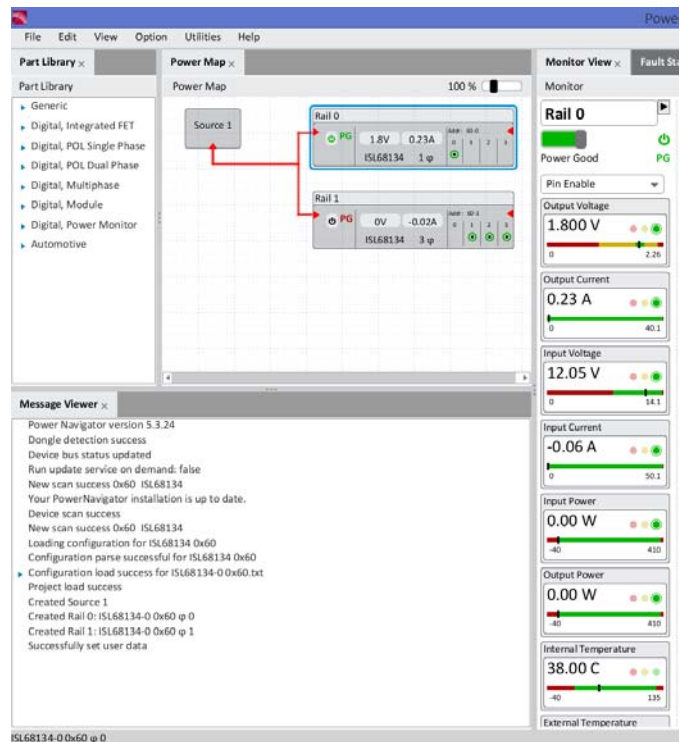 Powe
File Edit View Option Utilities Help
Part Library ×
Part Library
Generic
Digital, Integrated FET
Digital, POL Single Phase
Digital, POL Dual Phase
Digital, Multiphase
Digital, Module
Digital, Power Monitor
Automotive
Power Map ×
Power Map 100 %
Source 1
Rail 0
PG 1.8V 0.23A
0 1 2 3
ISL68134 1 φ
Rail 1
PG 0V -0.02A
0 1 2 3
ISL68134 3 φ
Message Viewer ×
Power Navigator version 5.3.24
Dongle detection success
Device bus status updated
Run update service on demand: false
New scan success 0x60 ISL68134
Your PowerNavigator installation is up to date.
Device scan success
New scan success 0x60 ISL68134
Loading configuration for ISL68134 0x60
Configuration parse successful for ISL68134 0x60
Configuration load success for ISL68134-0 0x60.txt
Project load success
Created Source 1
Created Rail 0: ISL68134-0 0x60 φ 0
Created Rail 1: ISL68134-0 0x60 φ 1
Successfully set user data
Monitor View × Fault Sta
Monitor
Rail 0
Power Good PG
Pin Enable
Output Voltage
1.800 V
0 2.26
Output Current
0.23 A
0 40.1
Input Voltage
12.05 V
0 14.1
Input Current
-0.06 A
0 50.1
Input Power
0.00 W
-40 410
Output Power
0.00 W
-40 410
Internal Temperature
38.00 C
-40 135
External Temperature
ISL68134-0 0x60 φ 0